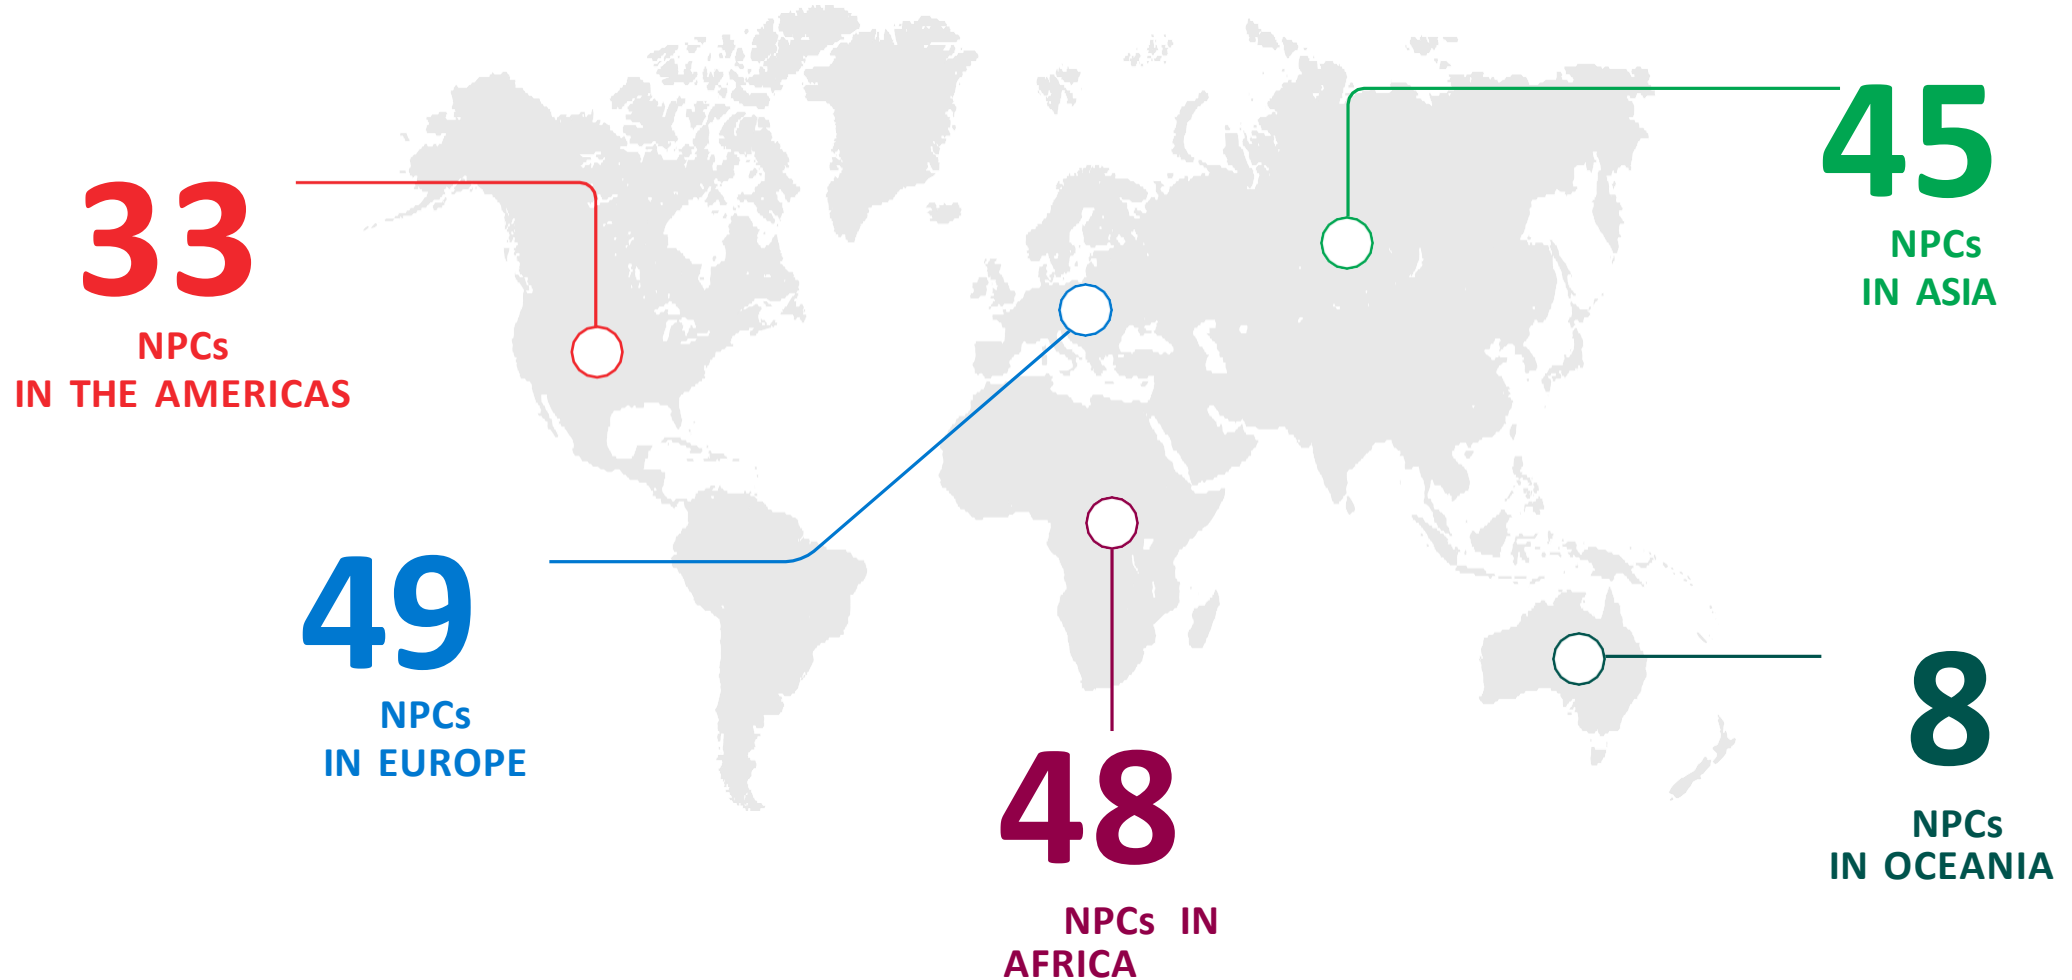 33
NPCs
IN THE AMERICAS
45
NPCs
IN ASIA
49
NPCs
IN EUROPE
48
NPCs IN
AFRICA
8
NPCs
IN OCEANIA